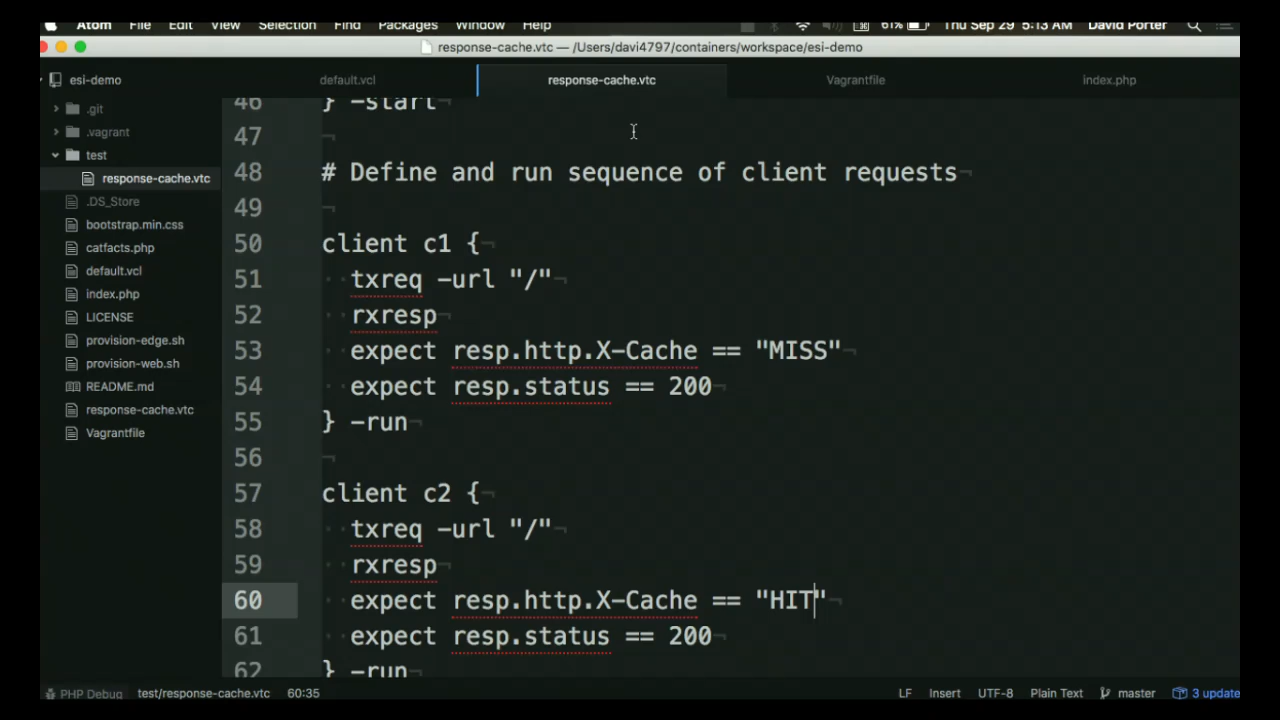 Atom File Edit View Selection Find Packages Window Help 61% Thu Sep 29 5:13 AM David Porter
response-cache.vtc — /Users/davi4797/containers/workspace/esi-demo
esi-demo default.vcl response-cache.vtc Vagrantfile index.php
.git
.vagrant
test
response-cache.vtc
.DS_Store
bootstrap.min.css
catfacts.php
default.vcl
index.php
LICENSE
provision-edge.sh
provision-web.sh
README.md
response-cache.vtc
Vagrantfile
46 } -start¬
47 ¬
48 # Define and run sequence of client requests¬
49 ¬
50 client c1 {¬
51 ··txreq -url "/"¬
52 ··rxresp¬
53 ··expect resp.http.X-Cache == "MISS"¬
54 ··expect resp.status == 200¬
55 } -run¬
56 ¬
57 client c2 {¬
58 ··txreq -url "/"¬
59 ··rxresp¬
60 ··expect resp.http.X-Cache == "HIT"¬
61 ··expect resp.status == 200¬
62 } -run
PHP Debug test/response-cache.vtc 60:35 LF Insert UTF-8 Plain Text master 3 update